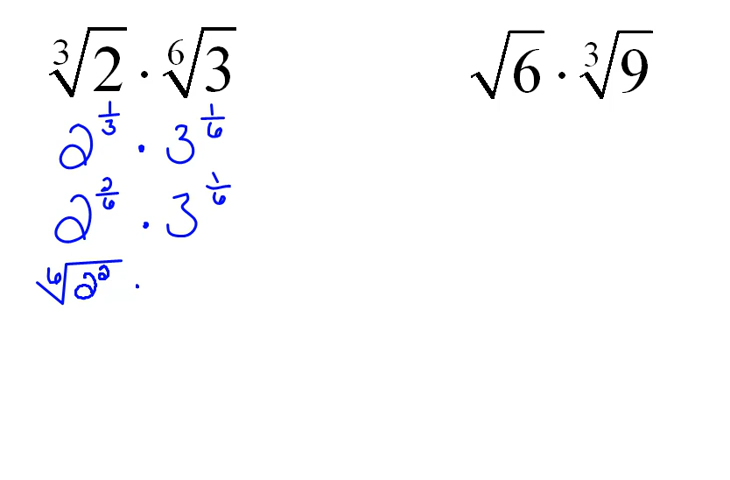 ∛2 · ⁶√3
√6 · ∛9
2^(1/3) · 3^(1/6)
2^(2/6) · 3^(1/6)
⁶√(2²) ·